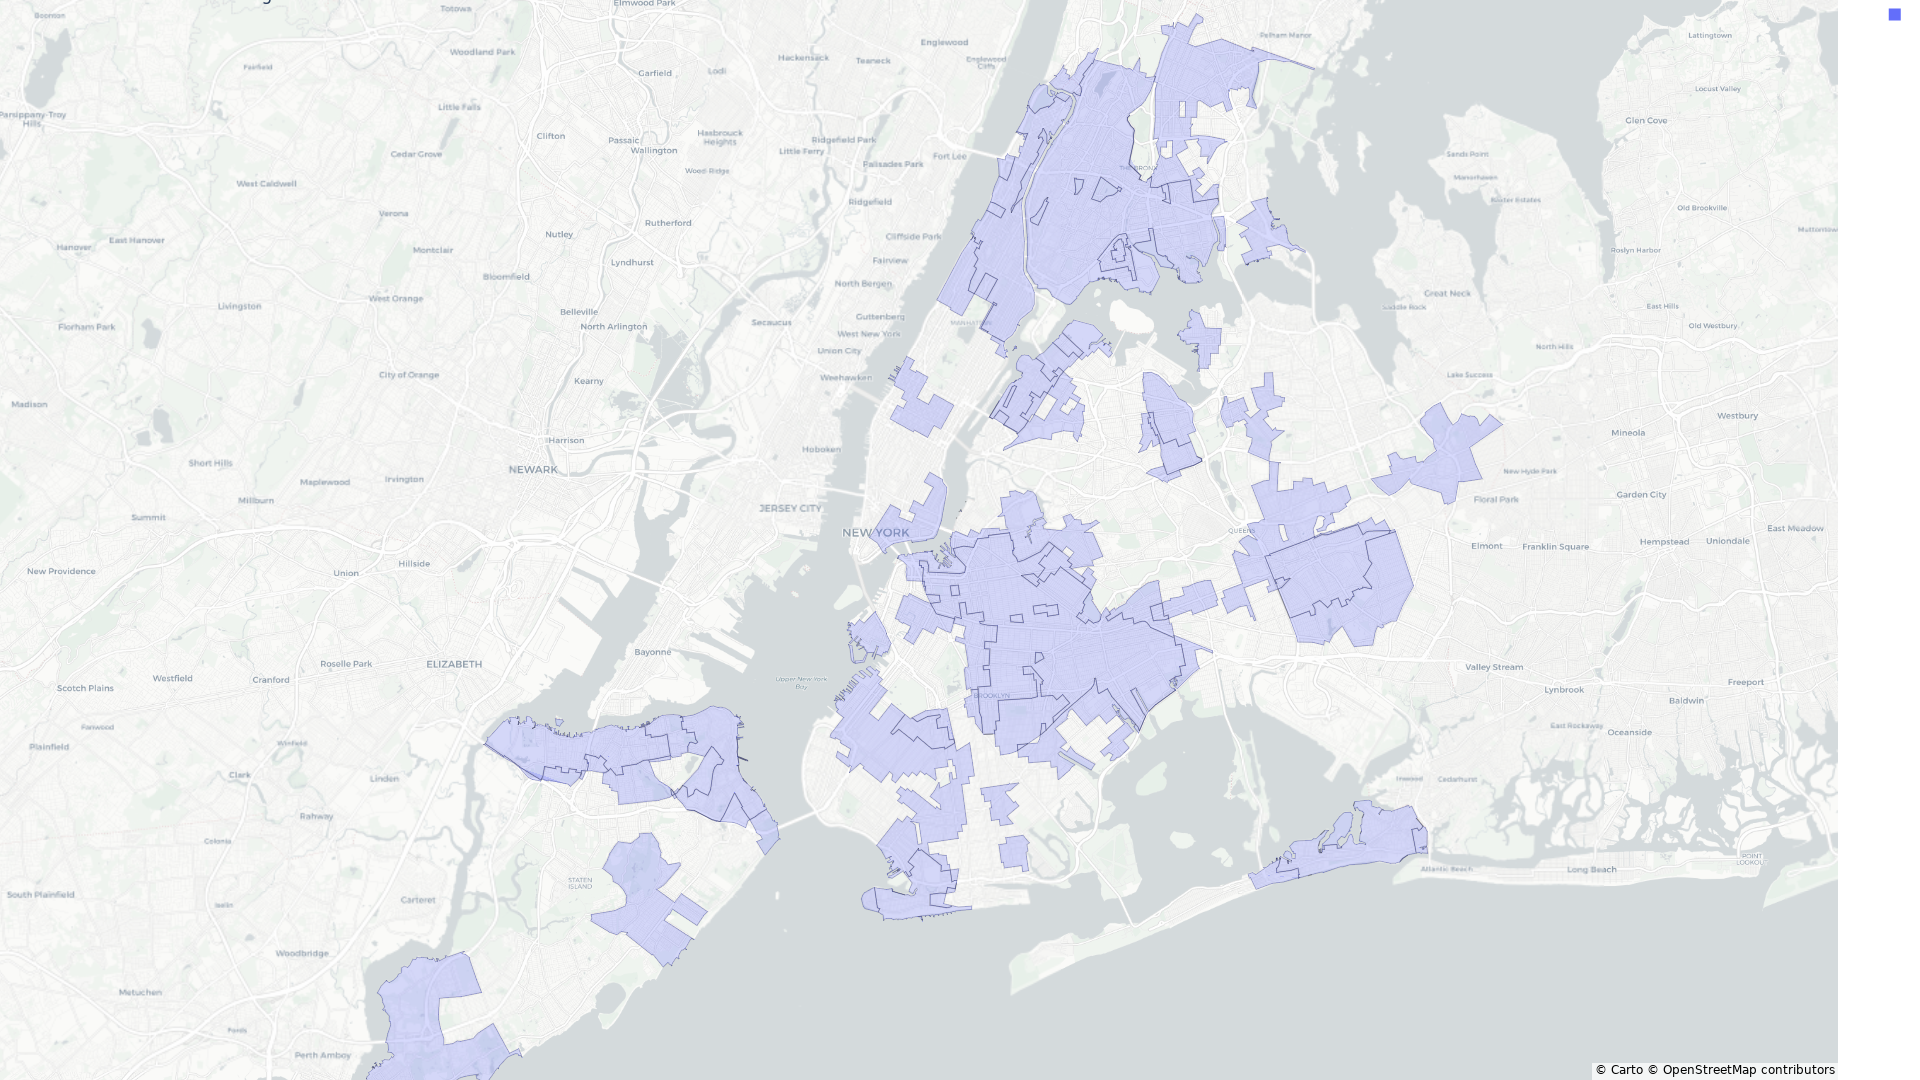 Boonton
Totowa
Elmwood Park
Pelham Manor
Lattingtown
Woodland Park
Englewood
Fairfield
Hackensack
Teaneck
Englewood
Cliffs
Garfield
Lodi
Locust Valley
Little Falls
Parsippany-Troy
Hills
Glen Cove
Clifton
Passaic
Hasbrouck
Heights
Ridgefield Park
Wallington
Little Ferry
Cedar Grove
Fort Lee
Sands Point
Palisades Park
Wood Ridge
THE BRONX
Manorhaven
West Caldwell
Baxter Estates
Ridgefield
Old Brookville
Verona
Rutherford
Nutley
Cliffside Park
Hanover
East Hanover
Montclair
Roslyn Harbor
Lyndhurst
Fairview
Bloomfield
North Bergen
Great Neck
West Orange
Livingston
Saddle Rock
East Hills
Belleville
Guttenberg
Secaucus
MANHATTAN
Florham Park
North Arlington
Old Westbury
West New York
North Hills
Union City
City of Orange
Lake Success
Weehawken
Kearny
Madison
Westbury
Mineola
Harrison
Hoboken
Short Hills
NEWARK
New Hyde Park
Maplewood
Irvington
Garden City
Millburn
Floral Park
JERSEY CITY
Summit
East Meadow
NEW YORK
QUEENS
Hempstead
Uniondale
Elmont
Franklin Square
Hillside
New Providence
Union
Bayonne
Roselle Park
ELIZABETH
Valley Stream
Westfield
Cranford
Upper New York
Bay
Freeport
Scotch Plains
Lynbrook
BROOKLYN
Baldwin
Fanwood
East Rockaway
Oceanside
Plainfield
Winfield
Clark
Linden
Inwood
Cedarhurst
Rahway
Colonia
POINT
LOOKOUT
Atlantic Beach
Long Beach
STATEN
ISLAND
South Plainfield
Carteret
Iselin
Woodbridge
Metuchen
Fords
Perth Amboy
© Carto © OpenStreetMap contributors